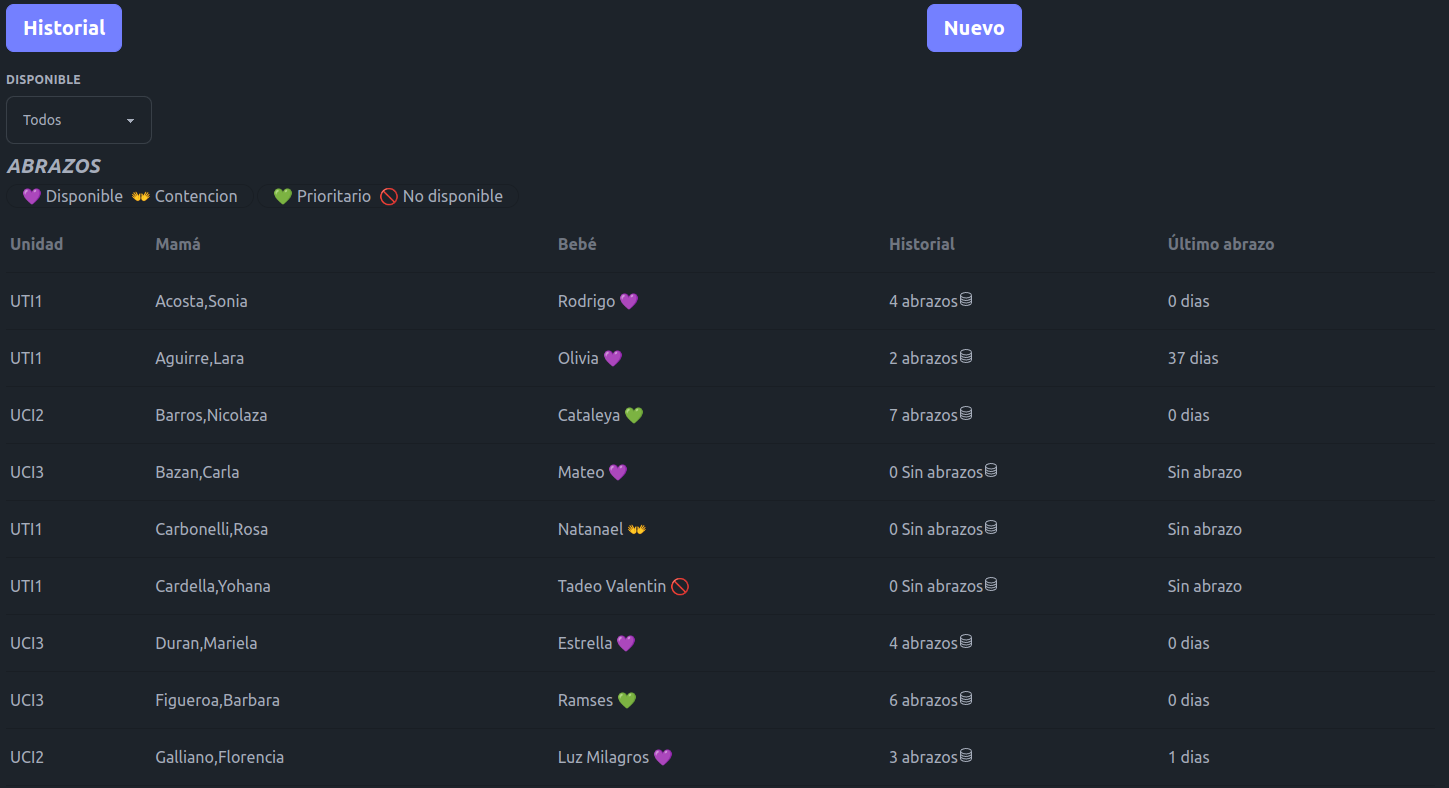 Historial Nuevo
DISPONIBLE
Todos
ABRAZOS
💜 Disponible 👐 Contencion 💚 Prioritario 🚫 No disponible
Unidad Mamá Bebé Historial Último abrazo
UTI1 Acosta,Sonia Rodrigo 💜 4 abrazos 0 dias
UTI1 Aguirre,Lara Olivia 💜 2 abrazos 37 dias
UCI2 Barros,Nicolaza Cataleya 💚 7 abrazos 0 dias
UCI3 Bazan,Carla Mateo 💜 0 Sin abrazos Sin abrazo
UTI1 Carbonelli,Rosa Natanael 👐 0 Sin abrazos Sin abrazo
UTI1 Cardella,Yohana Tadeo Valentin 🚫 0 Sin abrazos Sin abrazo
UCI3 Duran,Mariela Estrella 💜 4 abrazos 0 dias
UCI3 Figueroa,Barbara Ramses 💚 6 abrazos 0 dias
UCI2 Galliano,Florencia Luz Milagros 💜 3 abrazos 1 dias